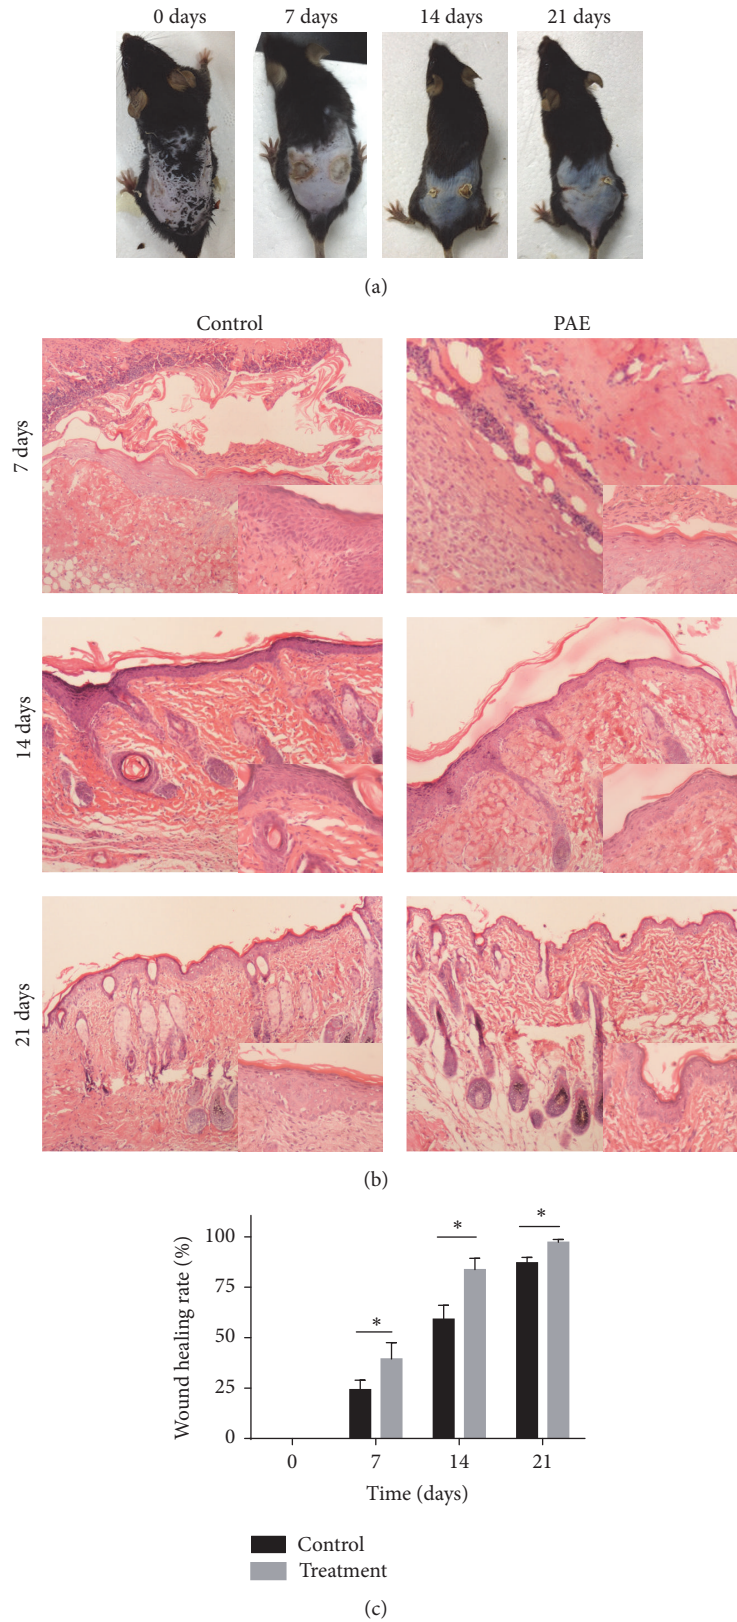 0 days 7 days 14 days 21 days
(a)
Control PAE
7 days
14 days
21 days
(b)
Wound healing rate (%)
100
75
50
25
0
* * *
0 7 14 21
Time (days)
Control
Treatment
(c)